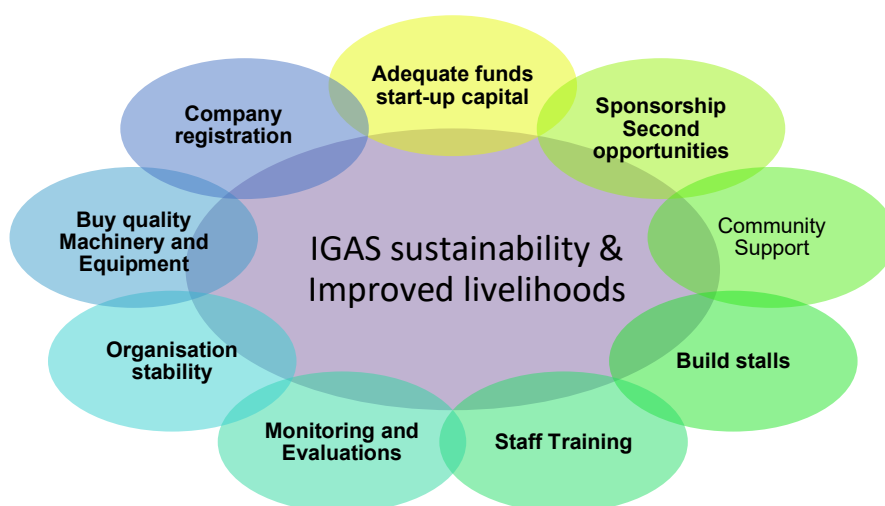 Adequate funds
start-up capital
Sponsorship
Second
opportunities
Community
Support
Build stalls
Staff Training
Monitoring and
Evaluations
Organisation
stability
Buy quality
Machinery and
Equipment
Company
registration
IGAS sustainability &
Improved livelihoods